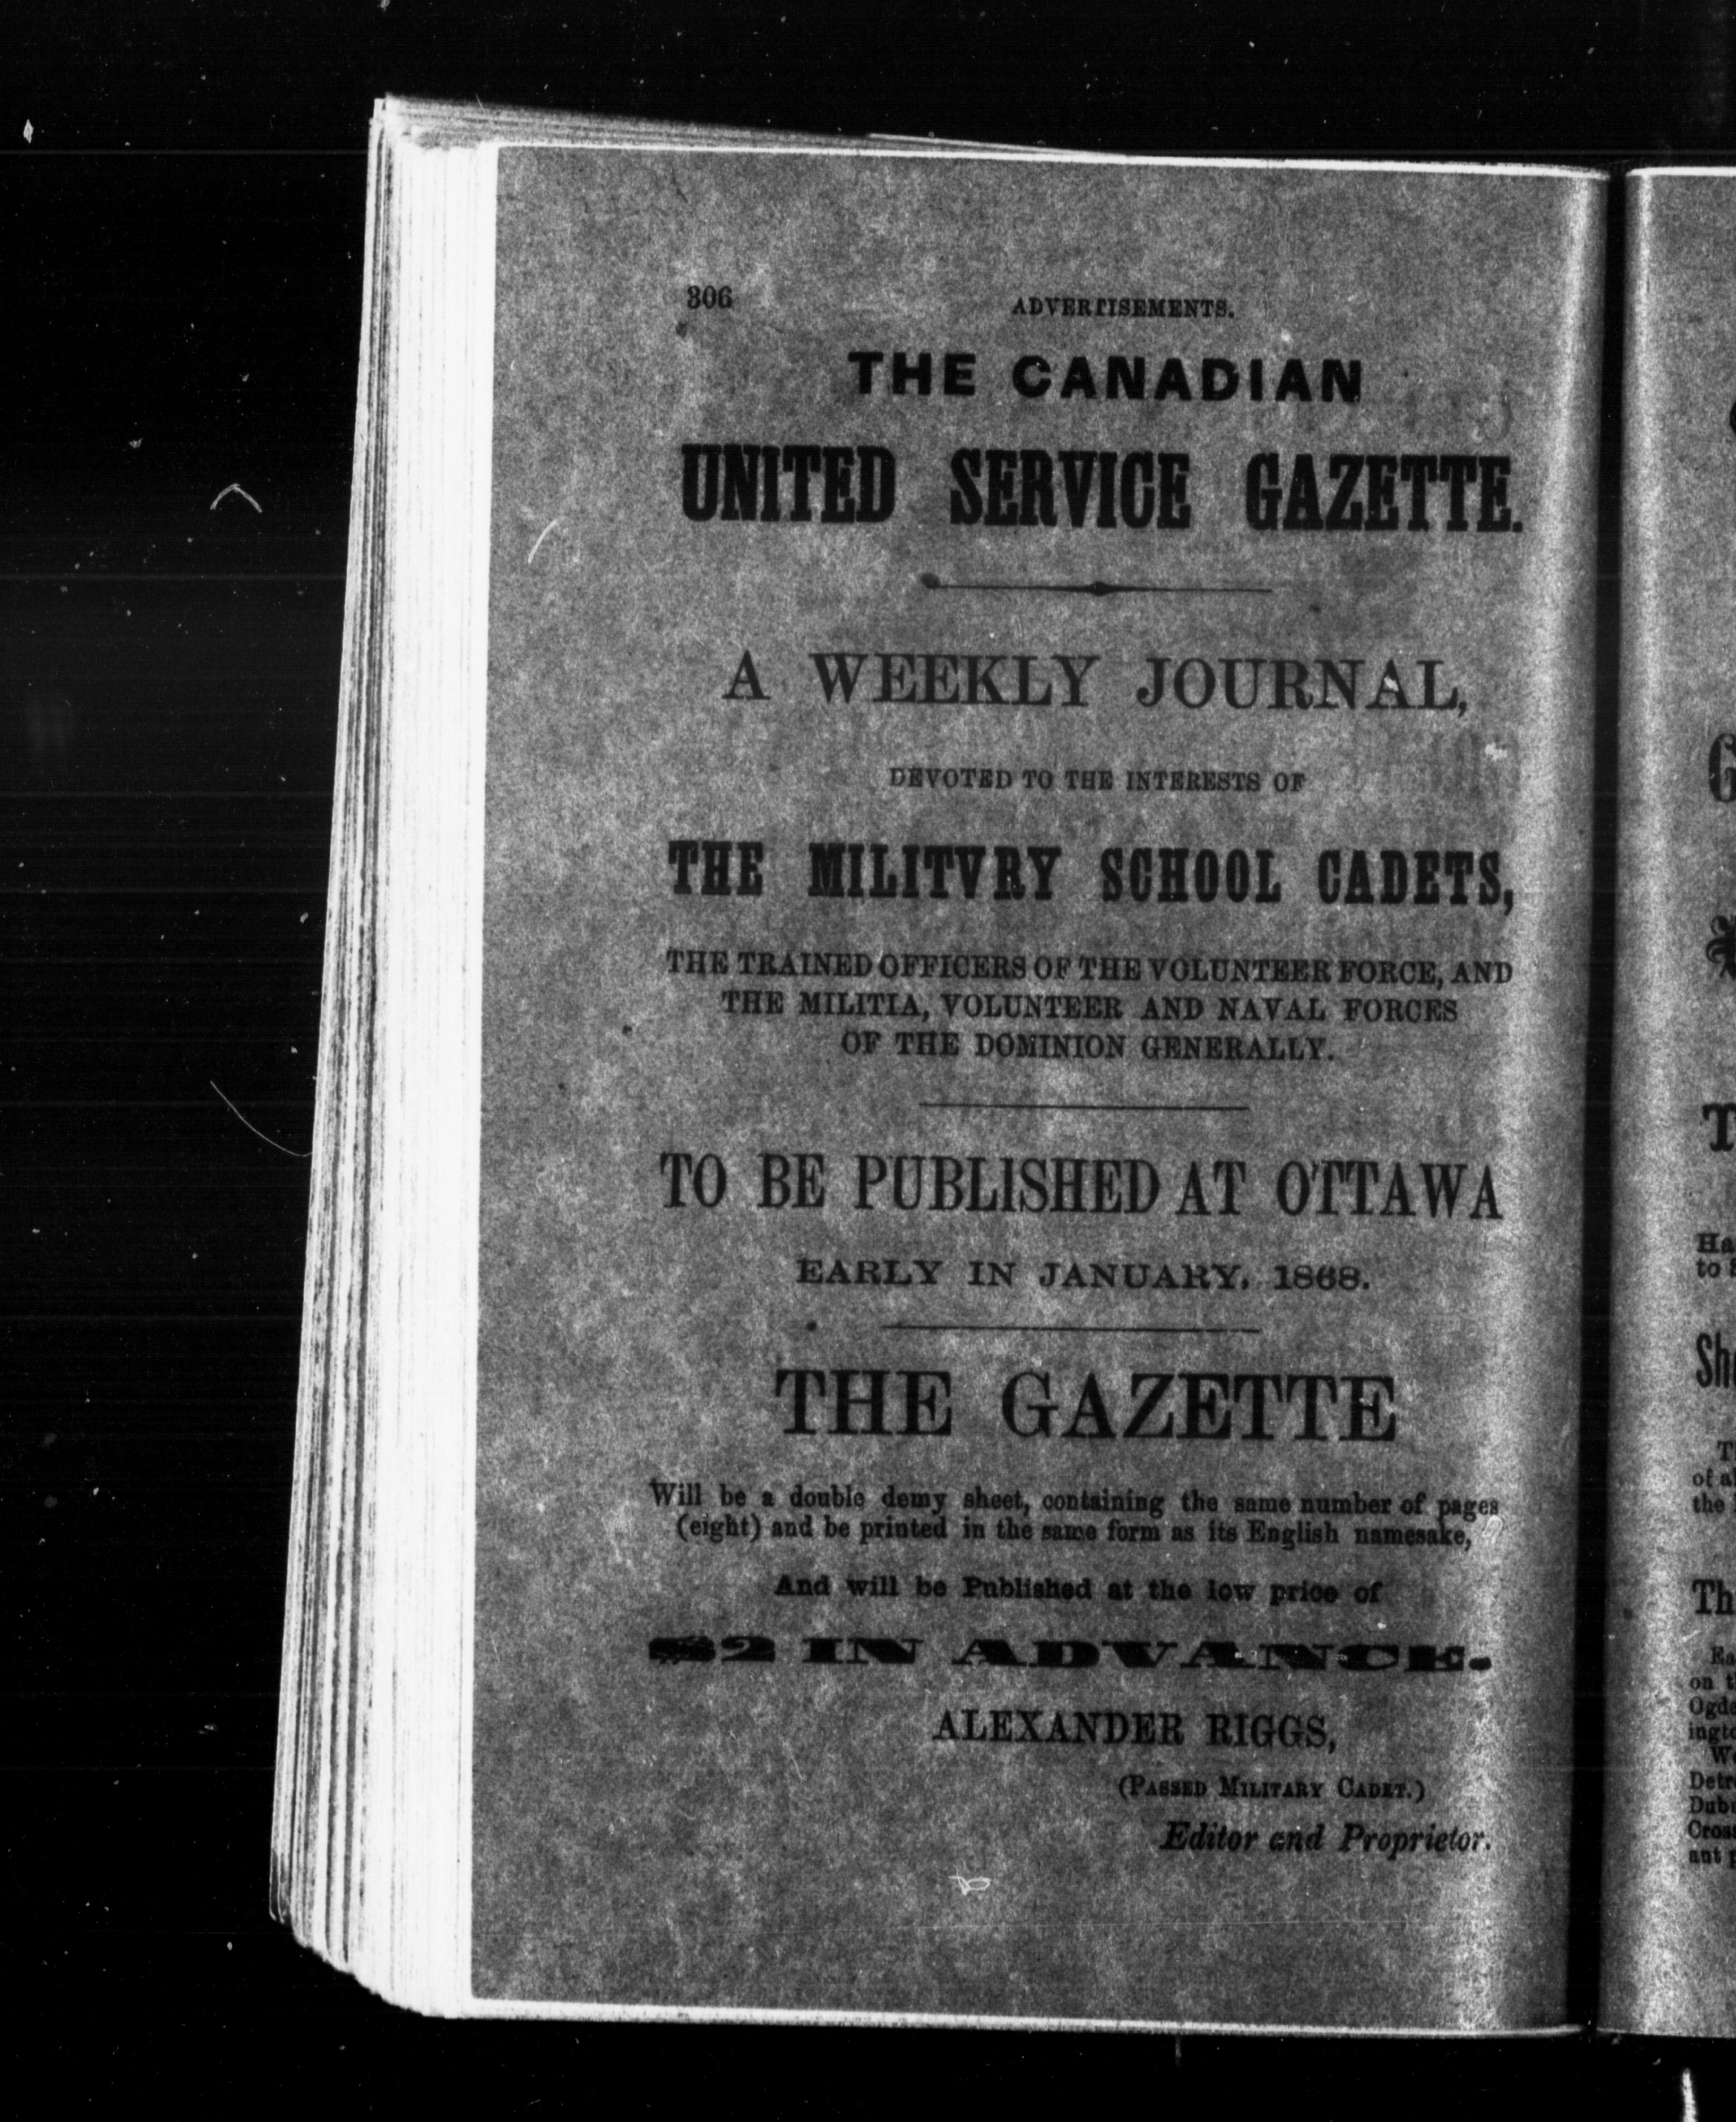 306
ADVERTISEMENTS.
THE CANADIAN
UNITED SERVICE GAZETTE.
A WEEKLY JOURNAL,
DEVOTED TO THE INTERESTS OF
THE MILITVRY SCHOOL CADETS,
THE TRAINED OFFICERS OF THE VOLUNTEER FORCE, AND
THE MILITIA, VOLUNTEER AND NAVAL FORCES
OF THE DOMINION GENERALLY.
TO BE PUBLISHED AT OTTAWA
EARLY IN JANUARY, 1868.
THE GAZETTE
Will be a double demy sheet, containing the same number of pages
(eight) and be printed in the same form as its English namesake,
And will be Published at the low price of
$2 IN ADVANCE.
ALEXANDER RIGGS,
(PASSED MILITARY CADET.)
Editor and Proprietor.